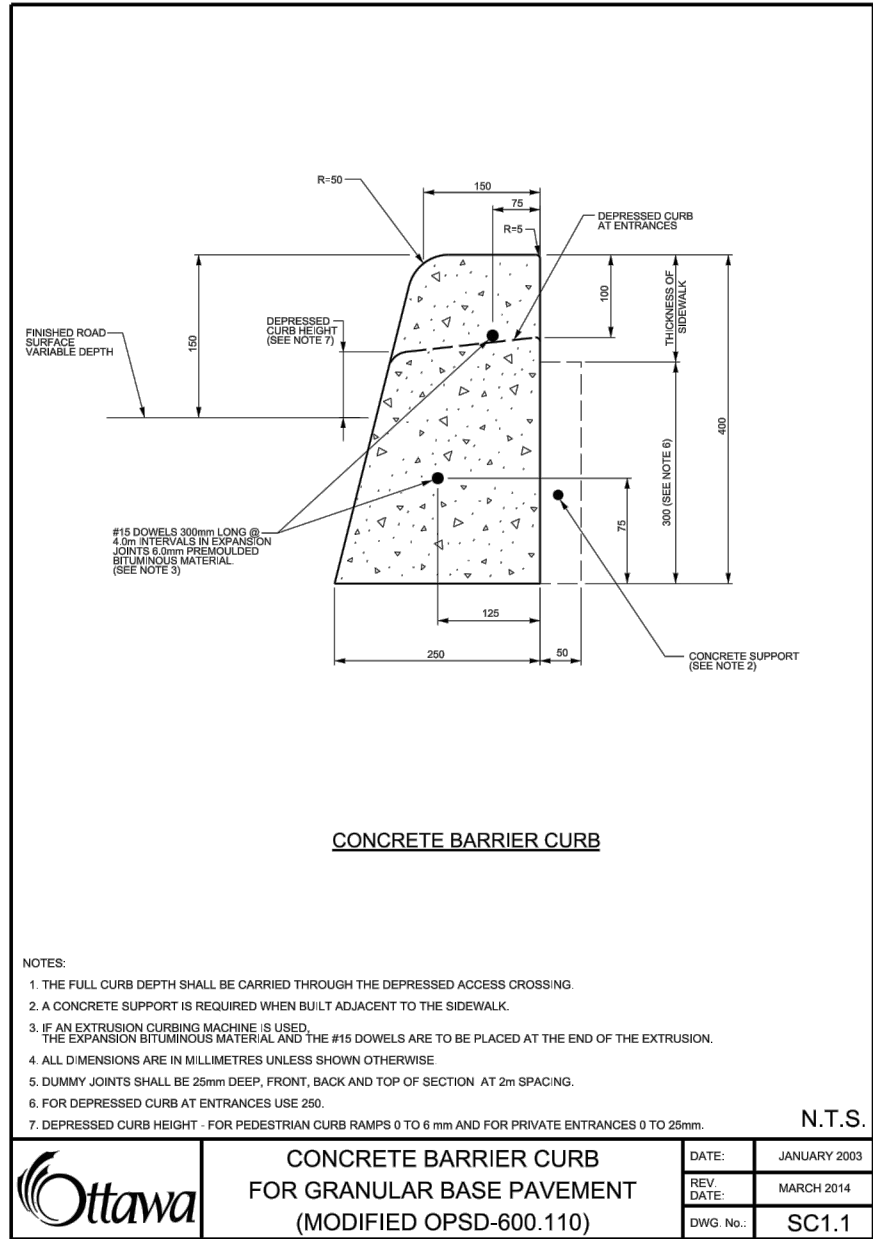 R=50
150
75
R=5
DEPRESSED CURB
AT ENTRANCES
FINISHED ROAD
SURFACE
VARIABLE DEPTH
150
DEPRESSED
CURB HEIGHT
(SEE NOTE 7)
100
THICKNESS OF
SIDEWALK
400
300 (SEE NOTE 6)
75
#15 DOWELS 300mm LONG @
4.0m INTERVALS IN EXPANSION
JOINTS 6.0mm PREMOULDED
BITUMINOUS MATERIAL.
(SEE NOTE 3)
125
250
50
CONCRETE SUPPORT
(SEE NOTE 2)
CONCRETE BARRIER CURB
NOTES:
1. THE FULL CURB DEPTH SHALL BE CARRIED THROUGH THE DEPRESSED ACCESS CROSSING.
2. A CONCRETE SUPPORT IS REQUIRED WHEN BUILT ADJACENT TO THE SIDEWALK.
3. IF AN EXTRUSION CURBING MACHINE IS USED,
THE EXPANSION BITUMINOUS MATERIAL AND THE #15 DOWELS ARE TO BE PLACED AT THE END OF THE EXTRUSION.
4. ALL DIMENSIONS ARE IN MILLIMETRES UNLESS SHOWN OTHERWISE
5. DUMMY JOINTS SHALL BE 25mm DEEP, FRONT, BACK AND TOP OF SECTION AT 2m SPACING.
6. FOR DEPRESSED CURB AT ENTRANCES USE 250.
7. DEPRESSED CURB HEIGHT - FOR PEDESTRIAN CURB RAMPS 0 TO 6 mm AND FOR PRIVATE ENTRANCES 0 TO 25mm.
N.T.S.
Ottawa
CONCRETE BARRIER CURB
FOR GRANULAR BASE PAVEMENT
(MODIFIED OPSD-600.110)
DATE: JANUARY 2003
REV.
DATE: MARCH 2014
DWG. No.: SC1.1